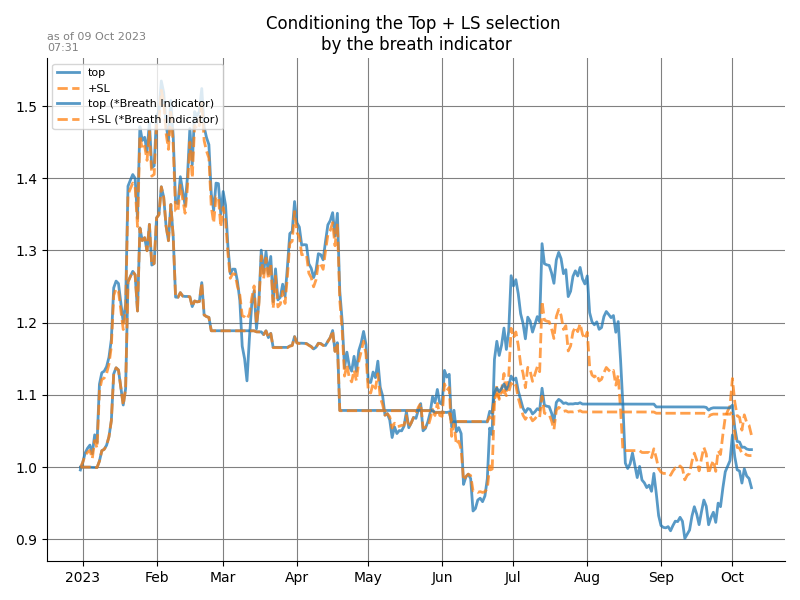 Conditioning the Top + LS selection
by the breath indicator
as of 09 Oct 2023
07:31
top
+SL
top (*Breath Indicator)
+SL (*Breath Indicator)
1.5
1.4
1.3
1.2
1.1
1.0
0.9
2023 Feb Mar Apr May Jun Jul Aug Sep Oct